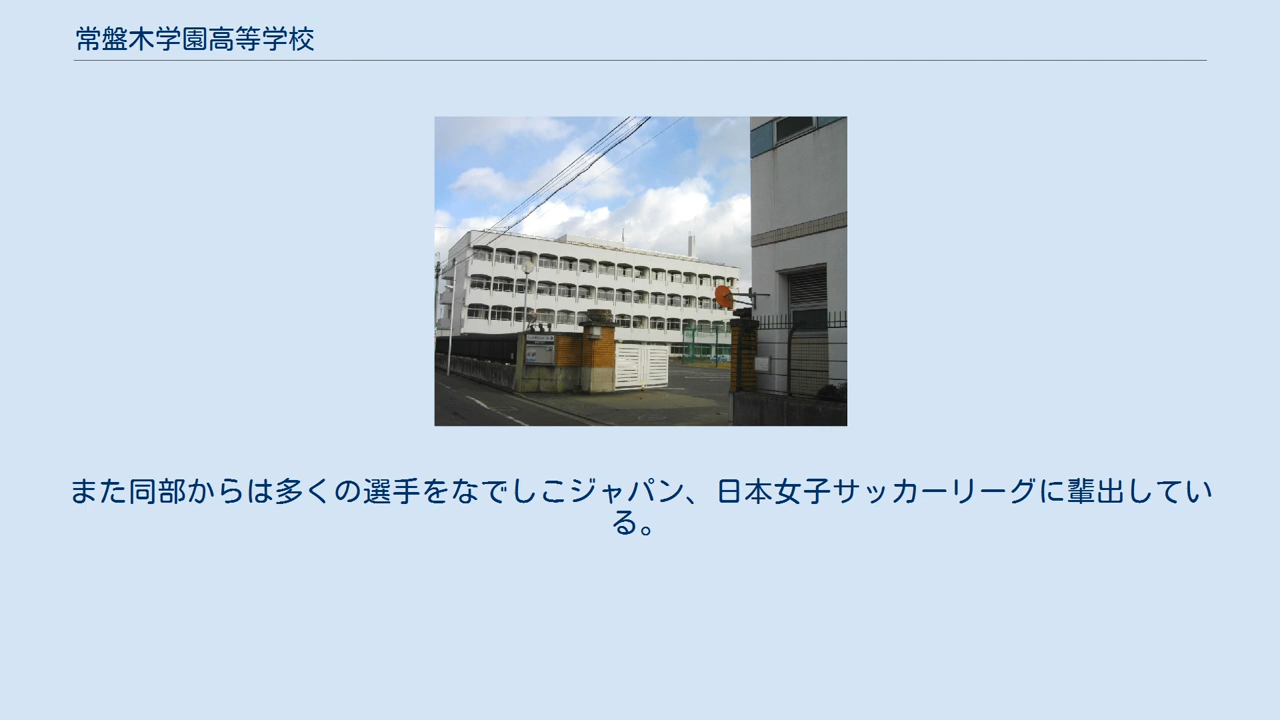 常盤木学園高等学校
また同部からは多くの選手をなでしこジャパン、日本女子サッカーリーグに輩出してい
る。